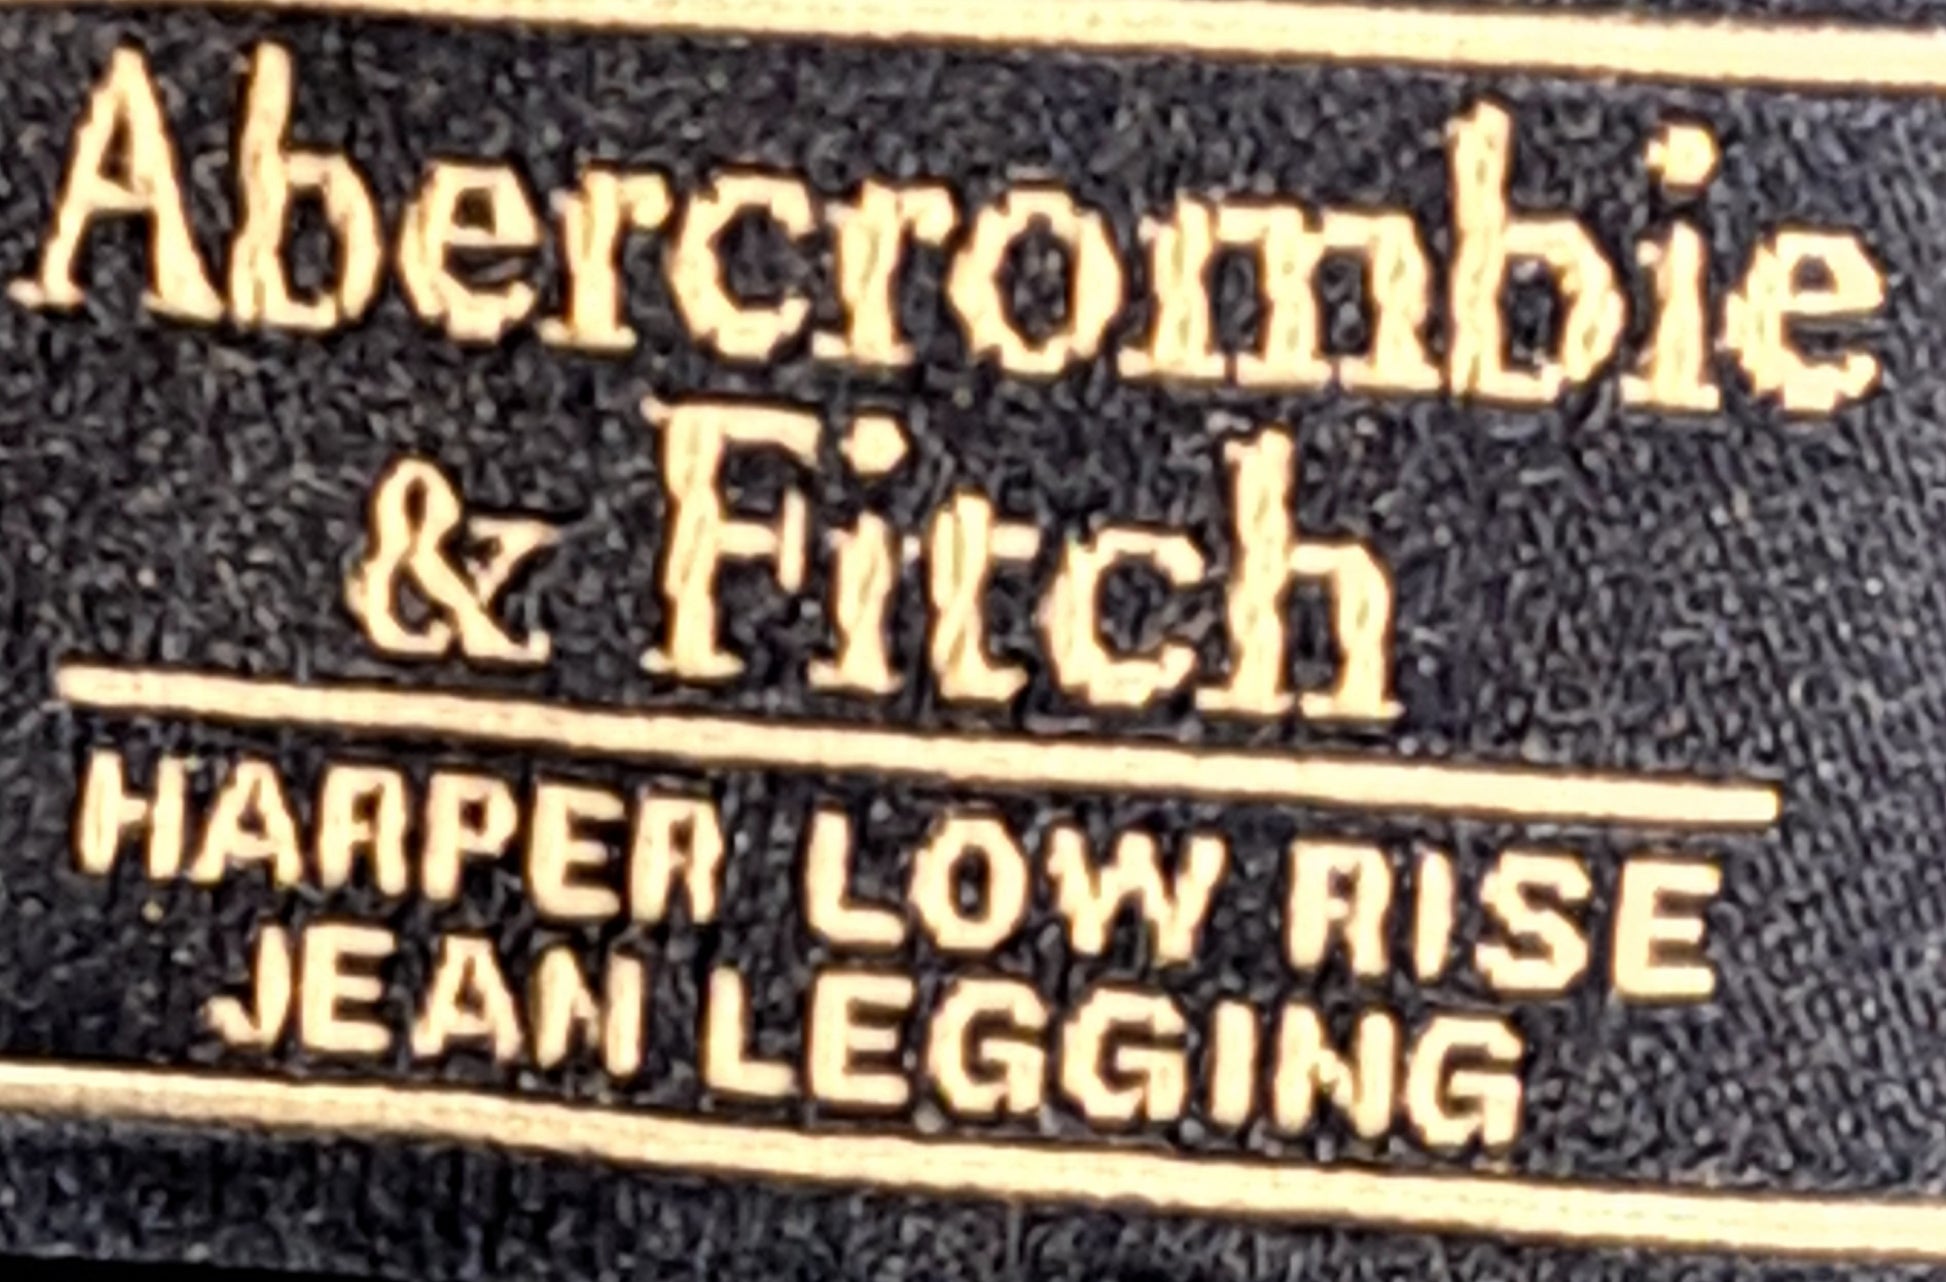 Abercrombie
& Fitch
HARPER LOW RISE
JEAN LEGGING